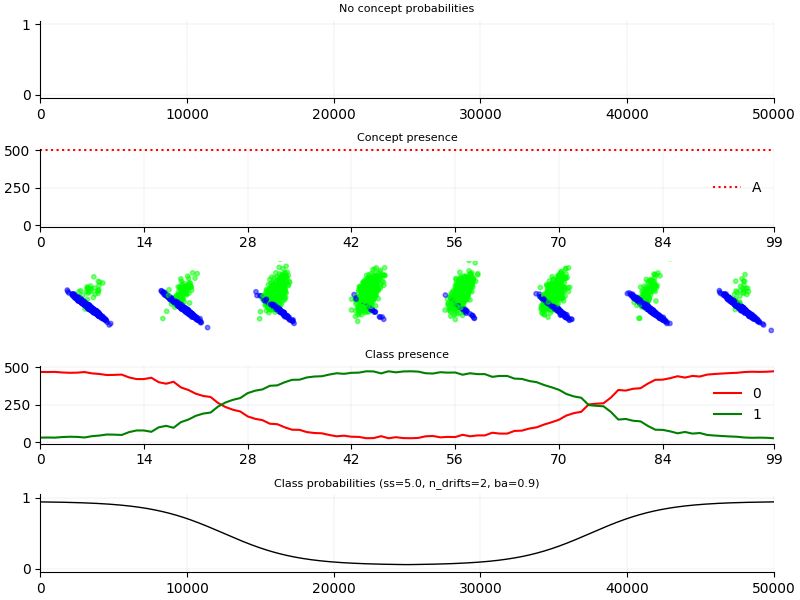 No concept probabilities
1
0
0 10000 20000 30000 40000 50000
Concept presence
500
250
0
A
0 14 28 42 56 70 84 99
Class presence
500
250
0
0
1
0 14 28 42 56 70 84 99
Class probabilities (ss=5.0, n_drifts=2, ba=0.9)
1
0
0 10000 20000 30000 40000 50000